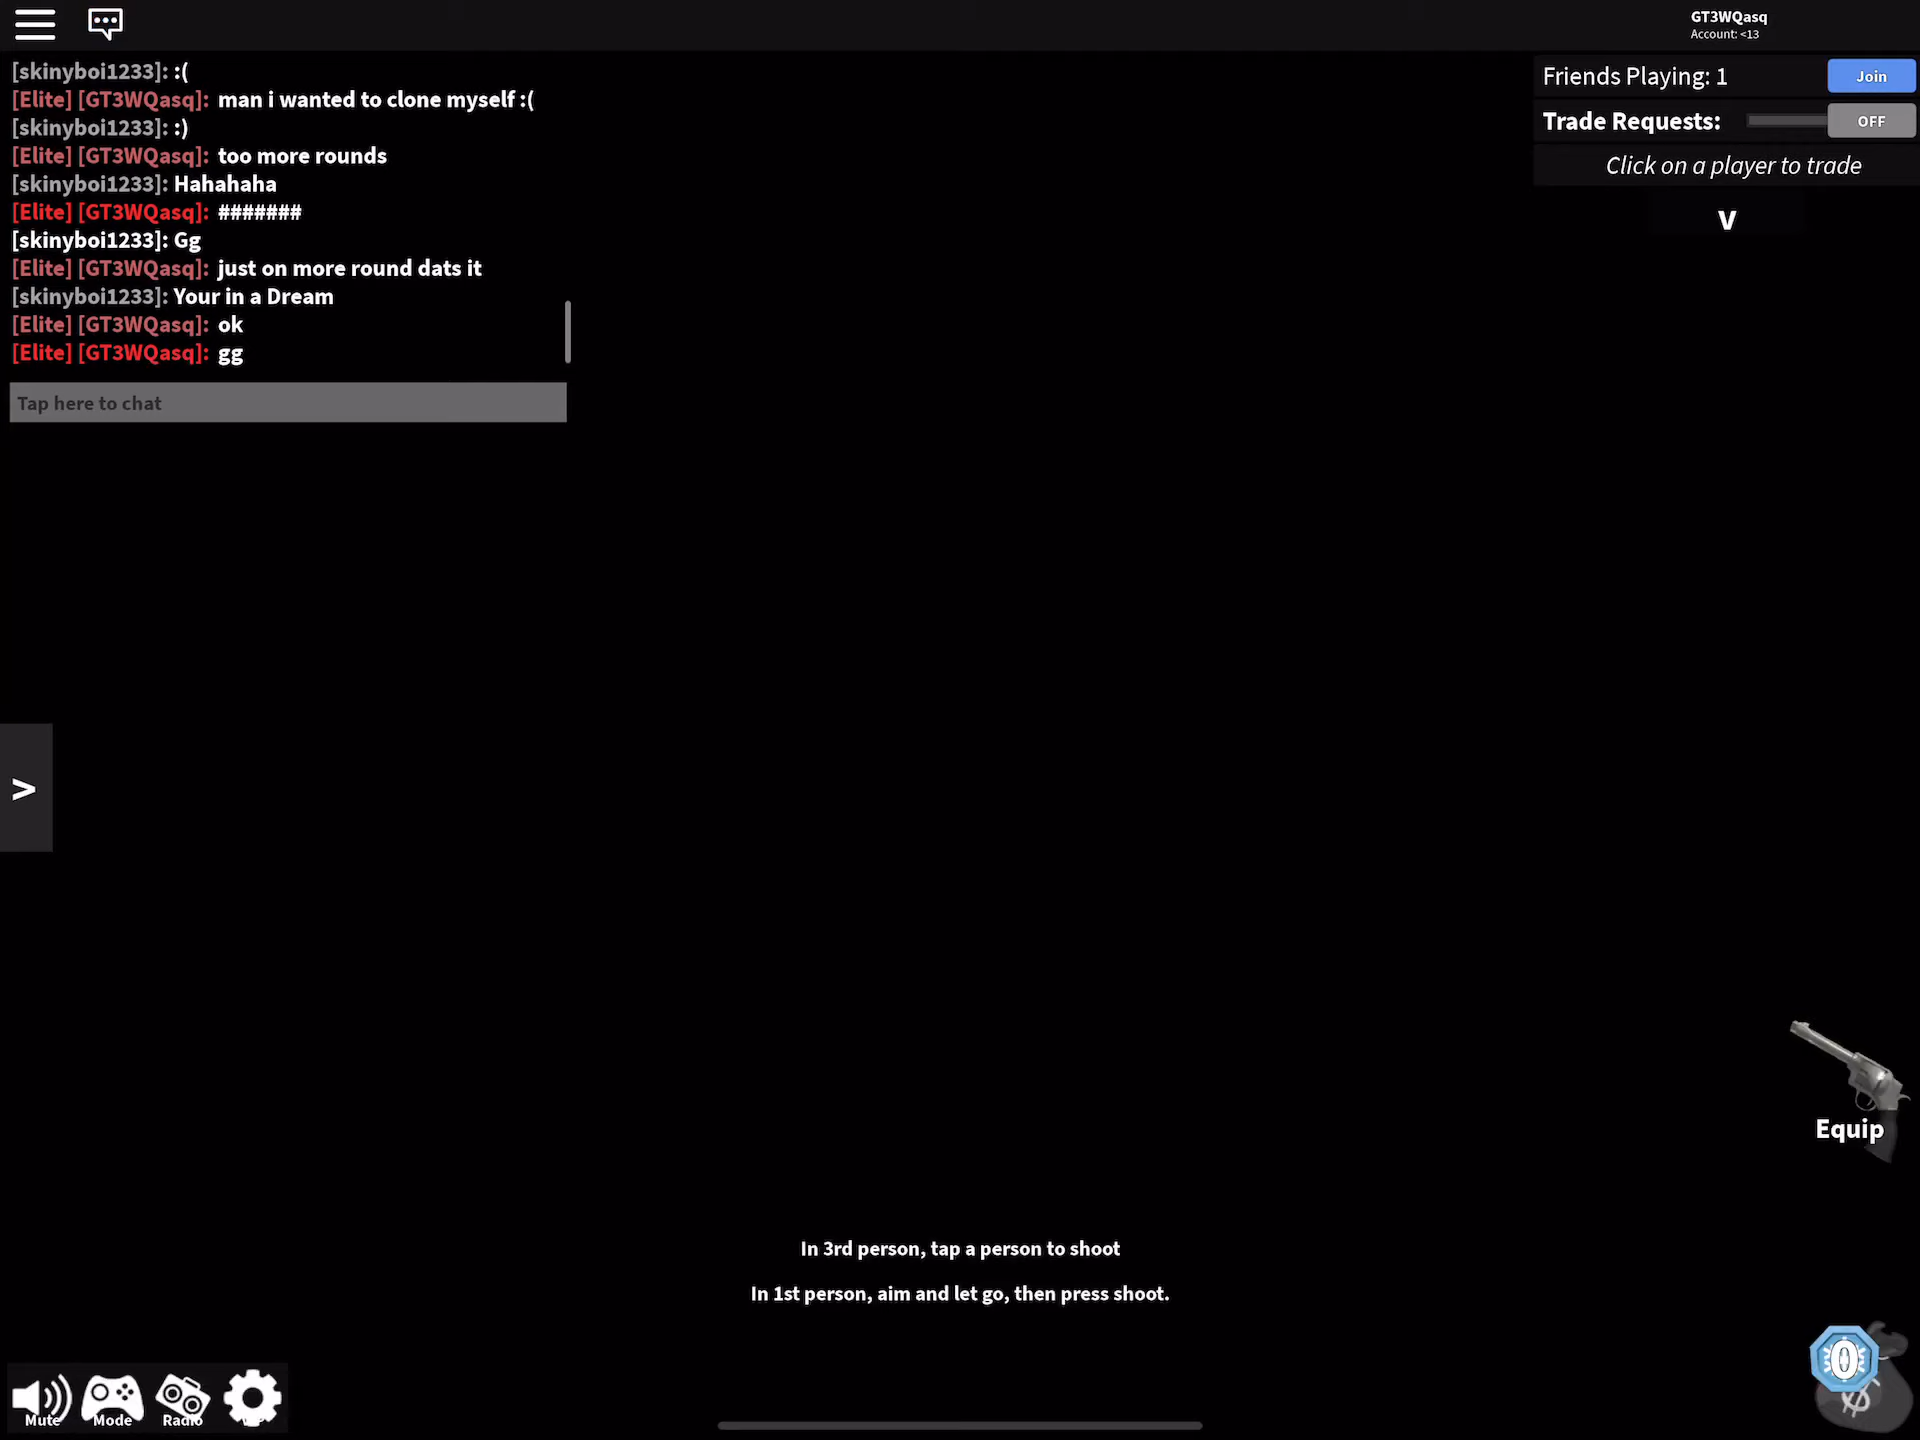 GT3WQasq
Account: <13
[skinyboi1233]: :(
[Elite] [GT3WQasq]: man i wanted to clone myself :(
[skinyboi1233]: :)
[Elite] [GT3WQasq]: too more rounds
[skinyboi1233]: Hahahaha
[Elite] [GT3WQasq]: #######
[skinyboi1233]: Gg
[Elite] [GT3WQasq]: just on more round dats it
[skinyboi1233]: Your in a Dream
[Elite] [GT3WQasq]: ok
[Elite] [GT3WQasq]: gg
Tap here to chat
Friends Playing: 1 Join
Trade Requests: OFF
Click on a player to trade
v
>
Equip
In 3rd person, tap a person to shoot
In 1st person, aim and let go, then press shoot.
0
$
Mute Mode Radio